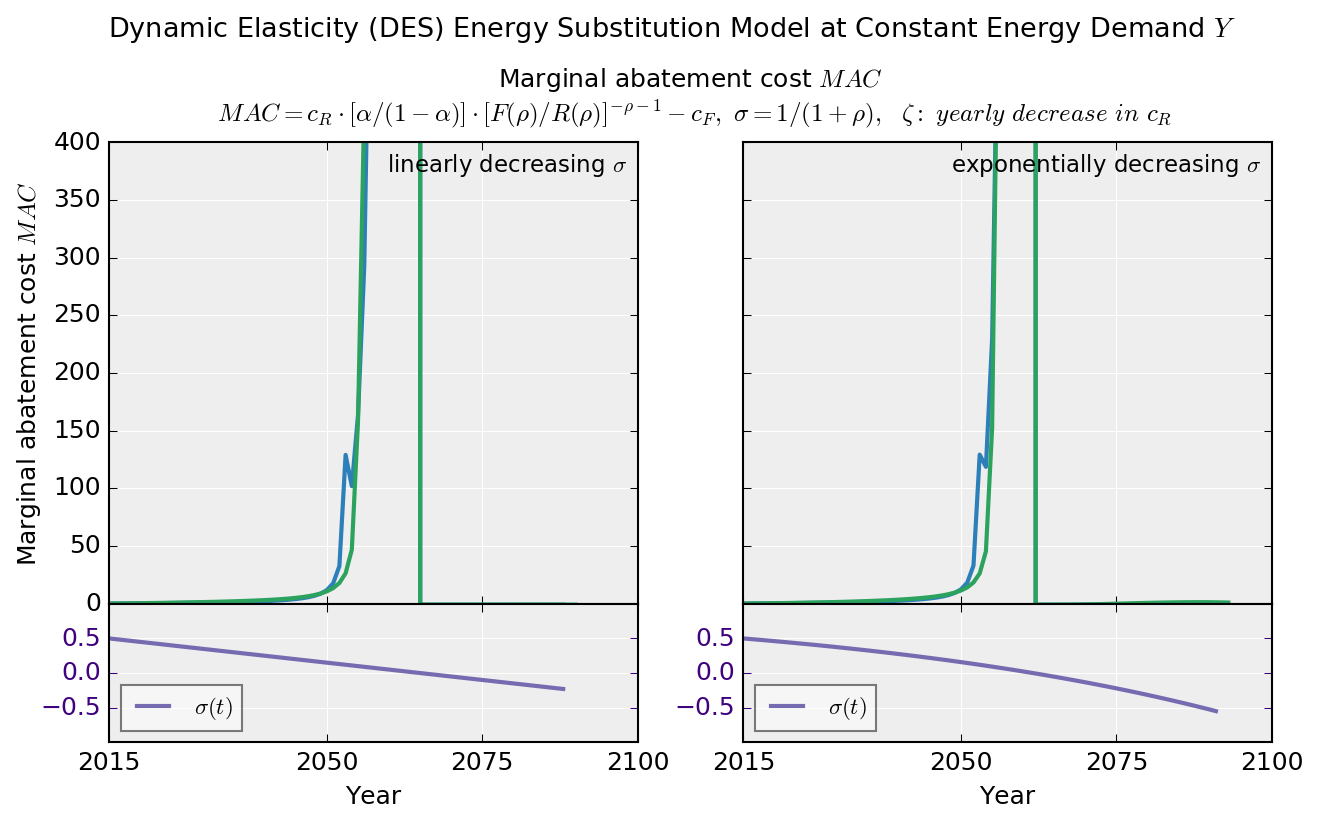 Dynamic Elasticity (DES) Energy Substitution Model at Constant Energy Demand Y
Marginal abatement cost MAC
MAC = c_R · [α/(1 − α)] · [F(ρ)/R(ρ)]^{−ρ−1} − c_F, σ = 1/(1 + ρ), ζ: yearly decrease in c_R
Marginal abatement cost MAC
400
350
300
250
200
150
100
50
0
linearly decreasing σ
exponentially decreasing σ
0.5
0.0
−0.5
σ(t)
0.5
0.0
−0.5
σ(t)
2015 2050 2075 2100
2015 2050 2075 2100
Year
Year